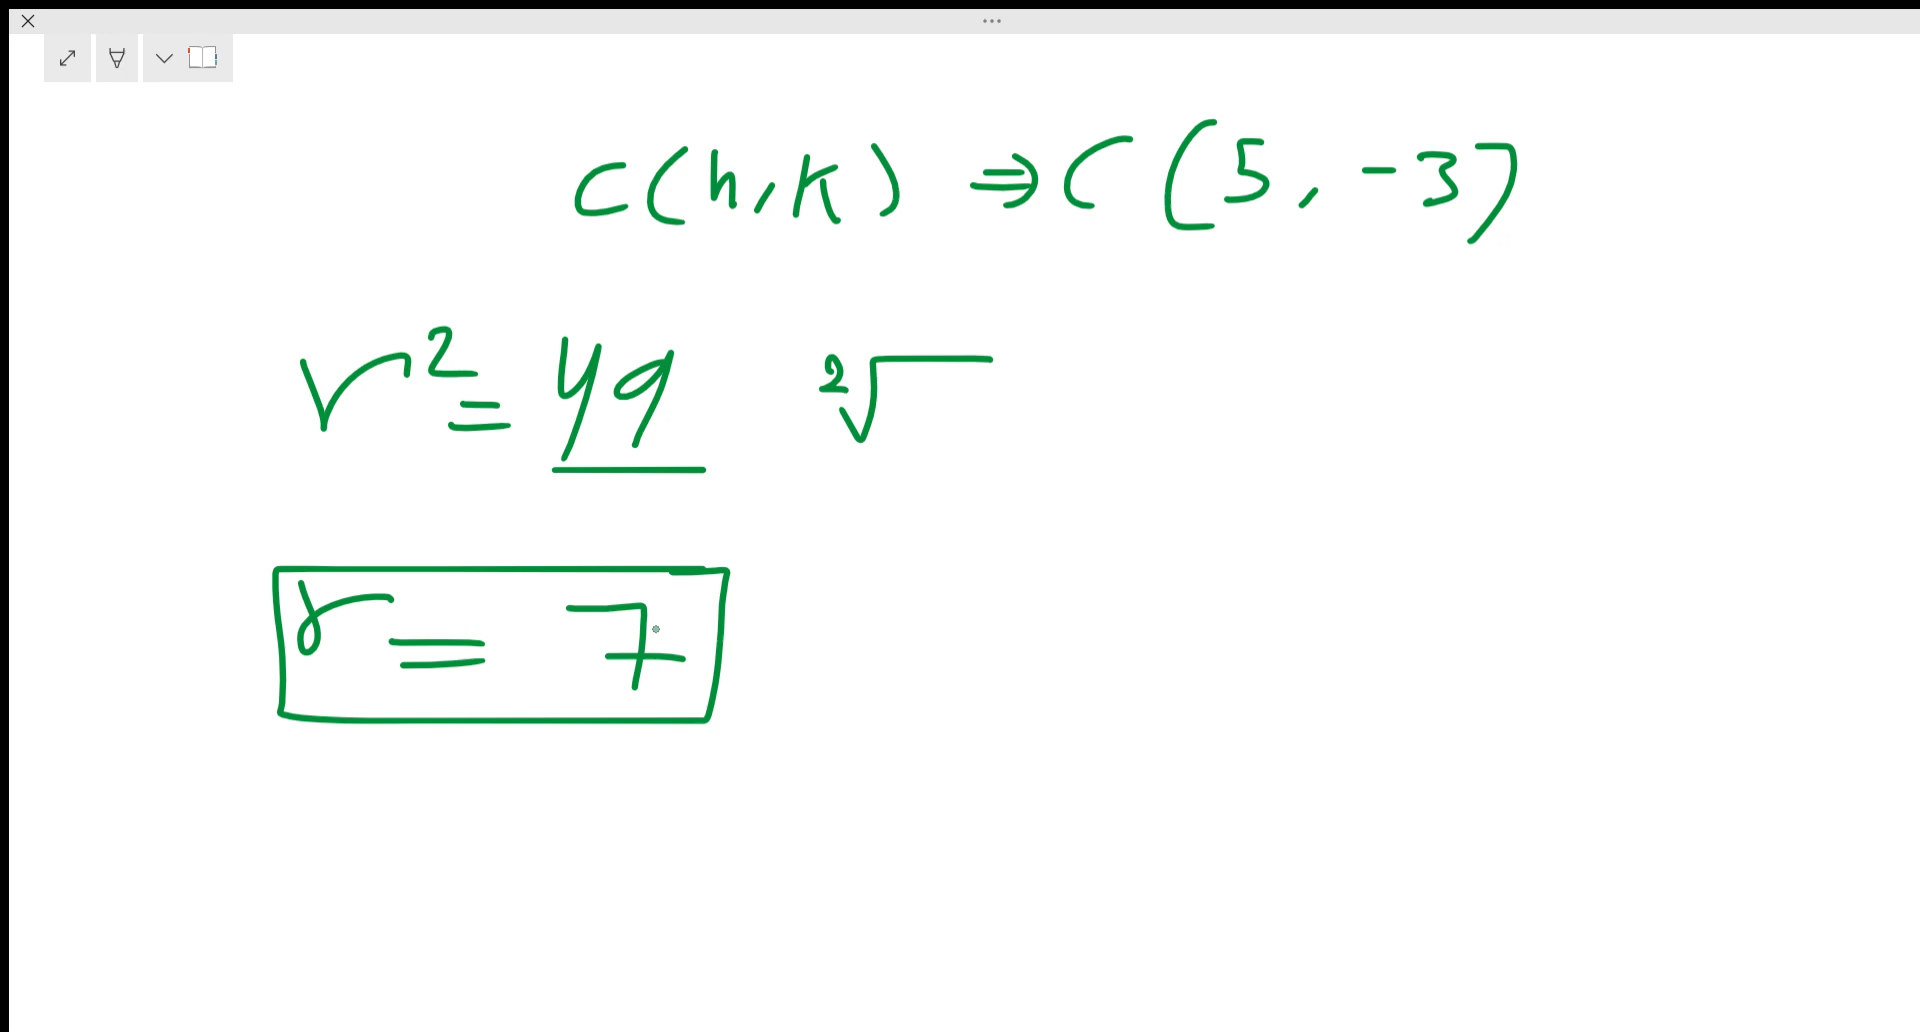 C(h,k) ⇒ C(5, -3)
r² = 49 ²√
r = 7